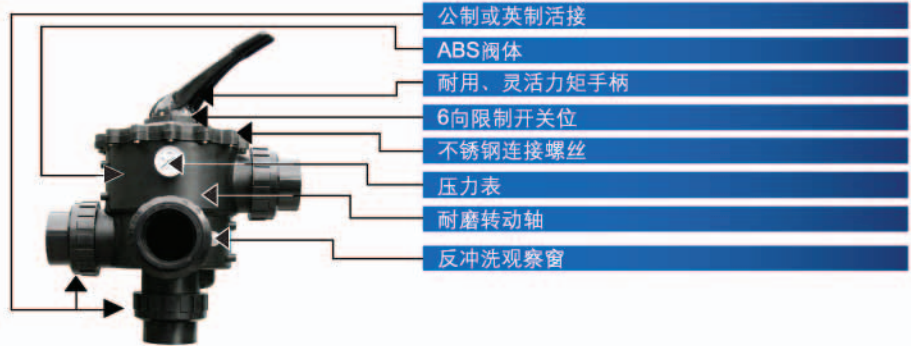 公制或英制活接
ABS阀体
耐用、灵活力矩手柄
6向限制开关位
不锈钢连接螺丝
压力表
耐磨转动轴
反冲洗观察窗